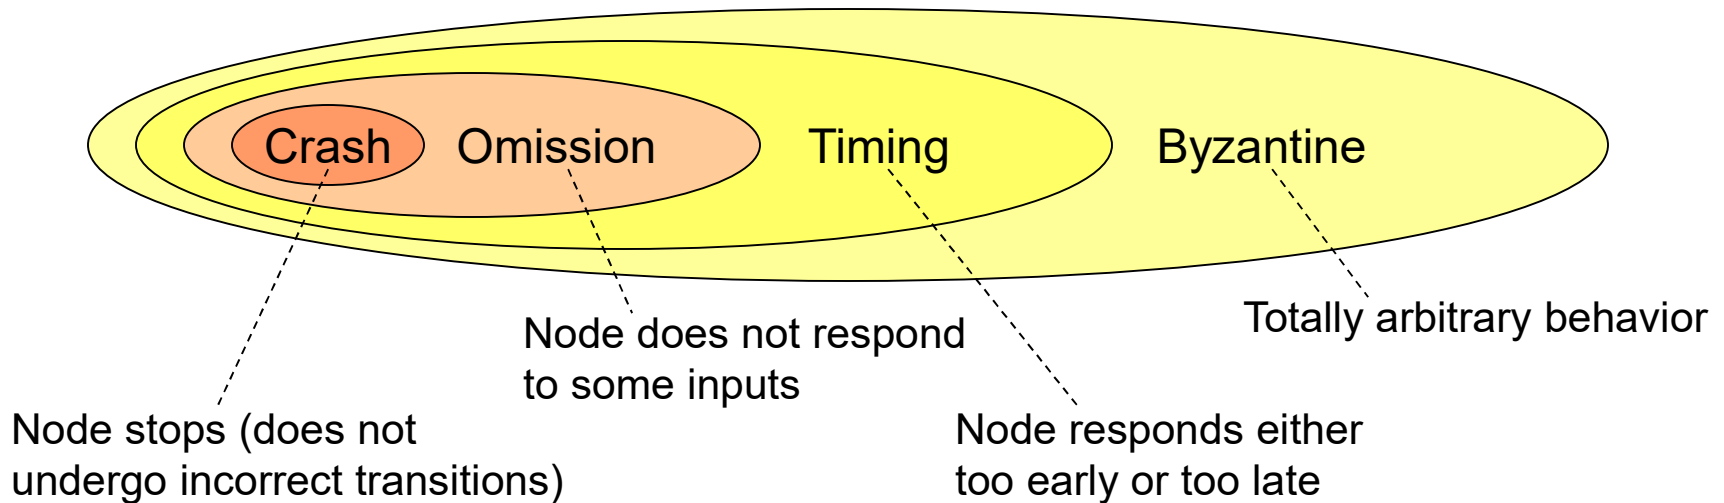 Crash
Omission
Timing
Byzantine
Totally arbitrary behavior
Node does not respond
to some inputs
Node stops (does not
undergo incorrect transitions)
Node responds either
too early or too late